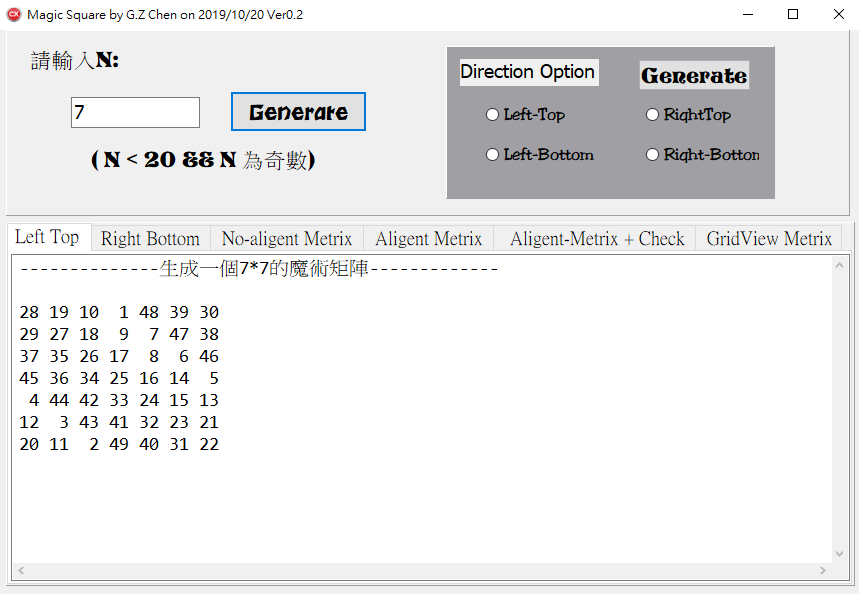 Magic Square by G.Z Chen on 2019/10/20 Ver0.2
請輸入N:
7
Generate
( N < 20 && N 為奇數)
Direction Option
Generate
Left-Top
RightTop
Left-Bottom
Right-Botton
Left Top
Right Bottom
No-aligent Metrix
Aligent Metrix
Aligent-Metrix + Check
GridView Metrix
--------------生成一個7*7的魔術矩陣-------------
28 19 10  1 48 39 30
29 27 18  9  7 47 38
37 35 26 17  8  6 46
45 36 34 25 16 14  5
 4 44 42 33 24 15 13
12  3 43 41 32 23 21
20 11  2 49 40 31 22